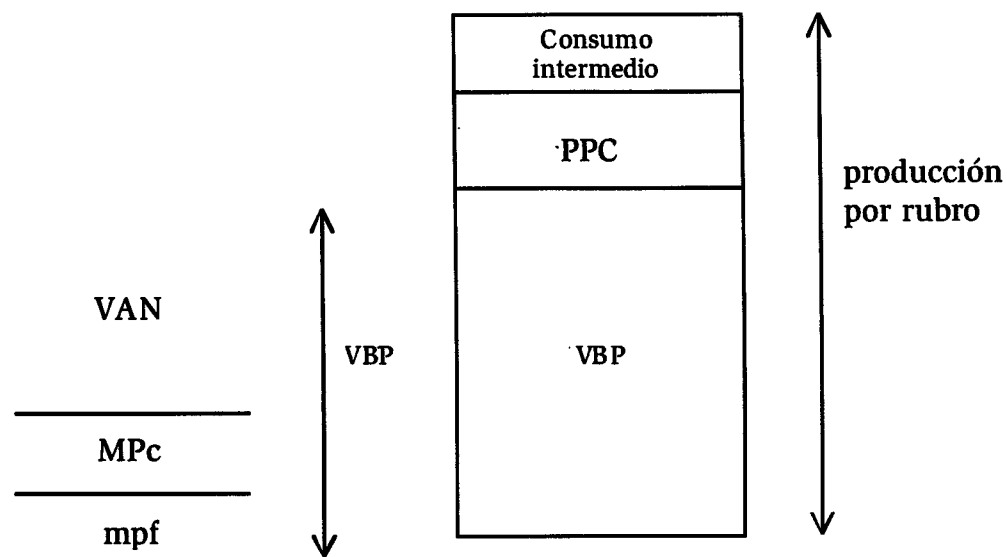 Consumo
intermedio
PPC
producción
por rubro
VAN
VBP
VBP
MPc
mpf